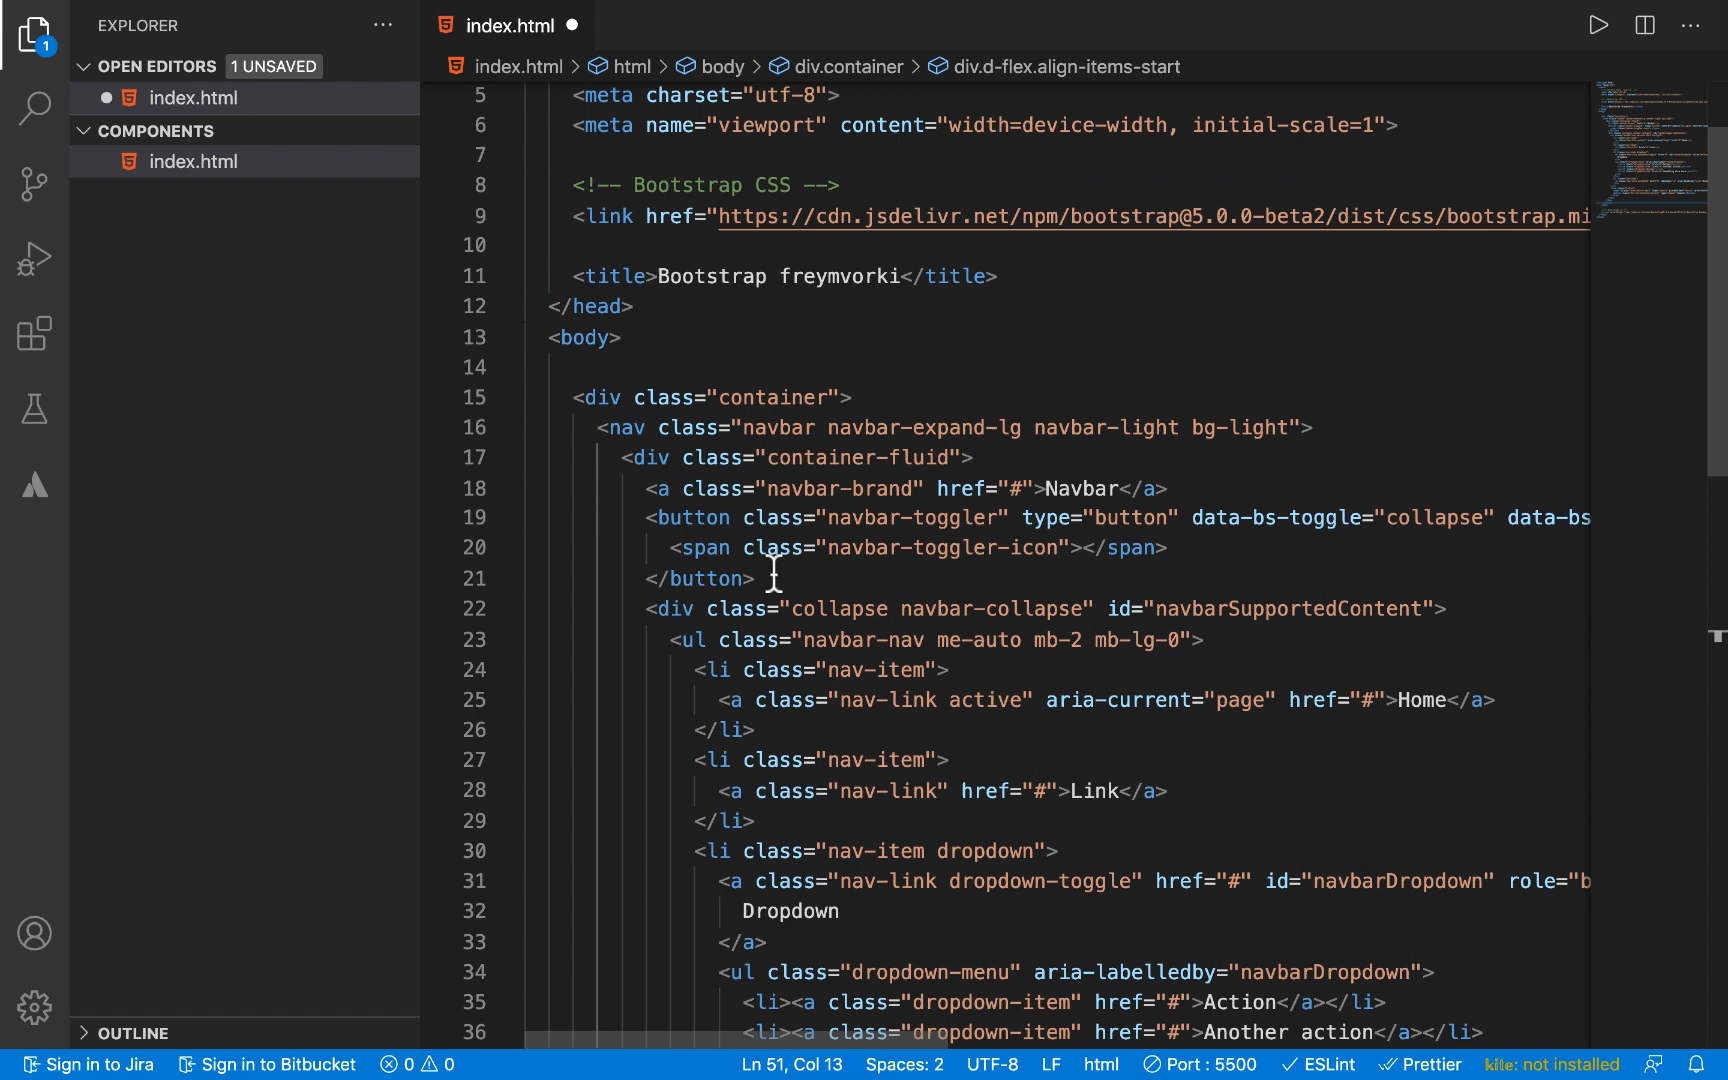 EXPLORER
1
OPEN EDITORS 1 UNSAVED
index.html
COMPONENTS
index.html
OUTLINE
index.html
index.html > html > body > div.container > div.d-flex.align-items-start
5 <meta charset="utf-8">
6 <meta name="viewport" content="width=device-width, initial-scale=1">
7
8 <!-- Bootstrap CSS -->
9 <link href="https://cdn.jsdelivr.net/npm/bootstrap@5.0.0-beta2/dist/css/bootstrap.mi
10
11 <title>Bootstrap freymvorki</title>
12 </head>
13 <body>
14
15 <div class="container">
16 <nav class="navbar navbar-expand-lg navbar-light bg-light">
17 <div class="container-fluid">
18 <a class="navbar-brand" href="#">Navbar</a>
19 <button class="navbar-toggler" type="button" data-bs-toggle="collapse" data-bs
20 <span class="navbar-toggler-icon"></span>
21 </button>
22 <div class="collapse navbar-collapse" id="navbarSupportedContent">
23 <ul class="navbar-nav me-auto mb-2 mb-lg-0">
24 <li class="nav-item">
25 <a class="nav-link active" aria-current="page" href="#">Home</a>
26 </li>
27 <li class="nav-item">
28 <a class="nav-link" href="#">Link</a>
29 </li>
30 <li class="nav-item dropdown">
31 <a class="nav-link dropdown-toggle" href="#" id="navbarDropdown" role="b
32 Dropdown
33 </a>
34 <ul class="dropdown-menu" aria-labelledby="navbarDropdown">
35 <li><a class="dropdown-item" href="#">Action</a></li>
36 <li><a class="dropdown-item" href="#">Another action</a></li>
Sign in to Jira Sign in to Bitbucket 0 0 Ln 51, Col 13 Spaces: 2 UTF-8 LF html Port : 5500 ESLint Prettier kite: not installed